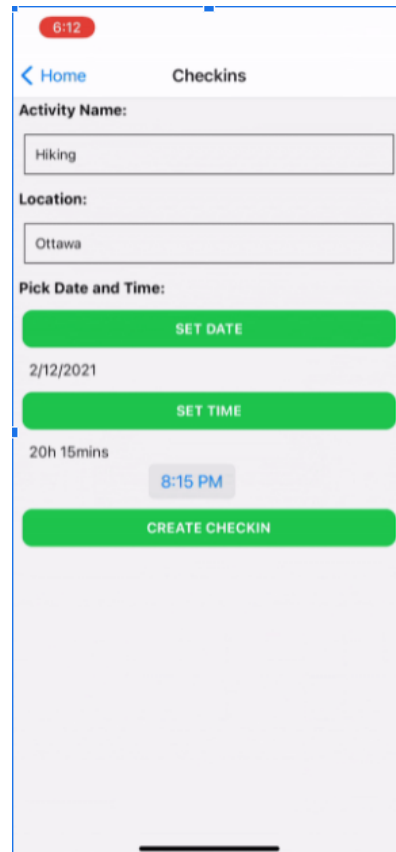 6:12
Home Checkins
Activity Name:
Hiking
Location:
Ottawa
Pick Date and Time:
SET DATE
2/12/2021
SET TIME
20h 15mins
8:15 PM
CREATE CHECKIN